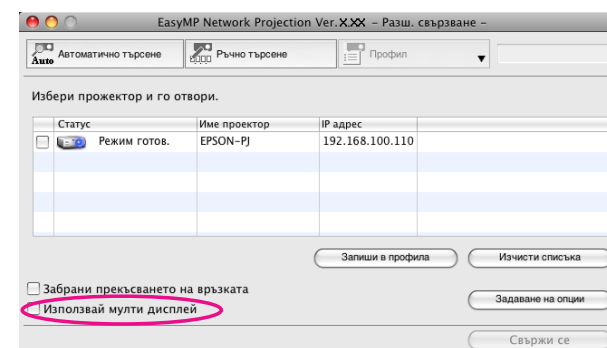 EasyMP Network Projection Ver.X.XX – Разш. свързване –
Auto Автоматично търсене Ръчно търсене Профил
Избери прожектор и го отвори.
Статус Име проектор IP адрес
Режим готов. EPSON-PJ 192.168.100.110
Запиши в профила Изчисти списъка
Забрани прекъсването на връзката
Задаване на опции
Използвай мулти дисплей
Свържи се